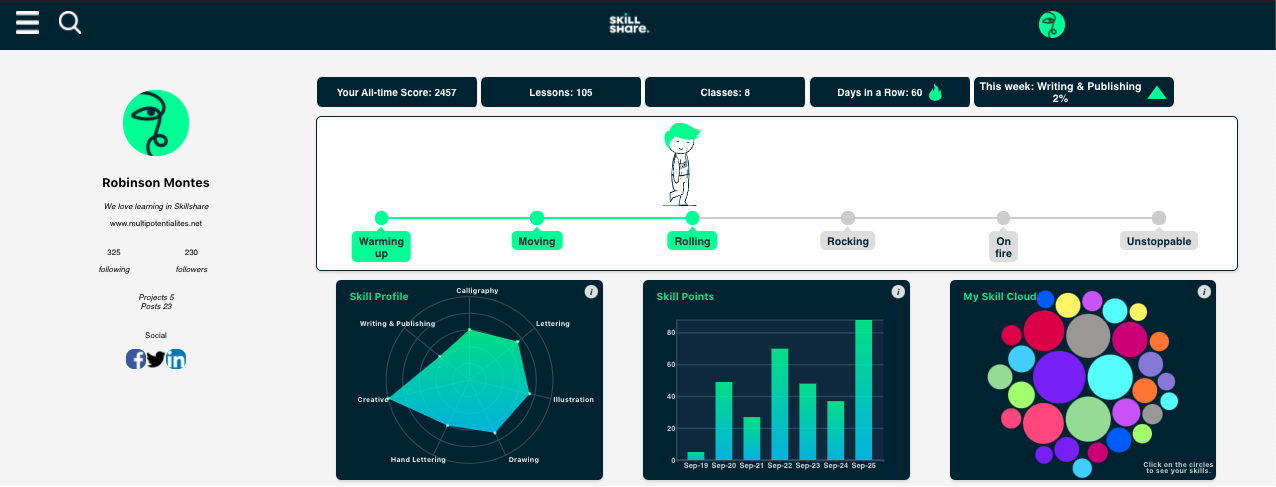 SKILL
SHARE.
Your All-time Score: 2457
Lessons: 105
Classes: 8
Days in a Row: 60
This week: Writing & Publishing
2%
Robinson Montes
We love learning in Skillshare
www.multipotentialites.net
325
230
following
followers
Projects 5
Posts 23
Social
f
in
Warming
up
Moving
Rolling
Rocking
On
fire
Unstoppable
Skill Profile
i
Calligraphy
Writing & Publishing
Lettering
Creative
Illustration
Hand Lettering
Drawing
Skill Points
i
80
60
40
20
0
Sep-19
Sep-20
Sep-21
Sep-22
Sep-23
Sep-24
Sep-25
My Skill Cloud
i
Click on the circles
to see your skills.